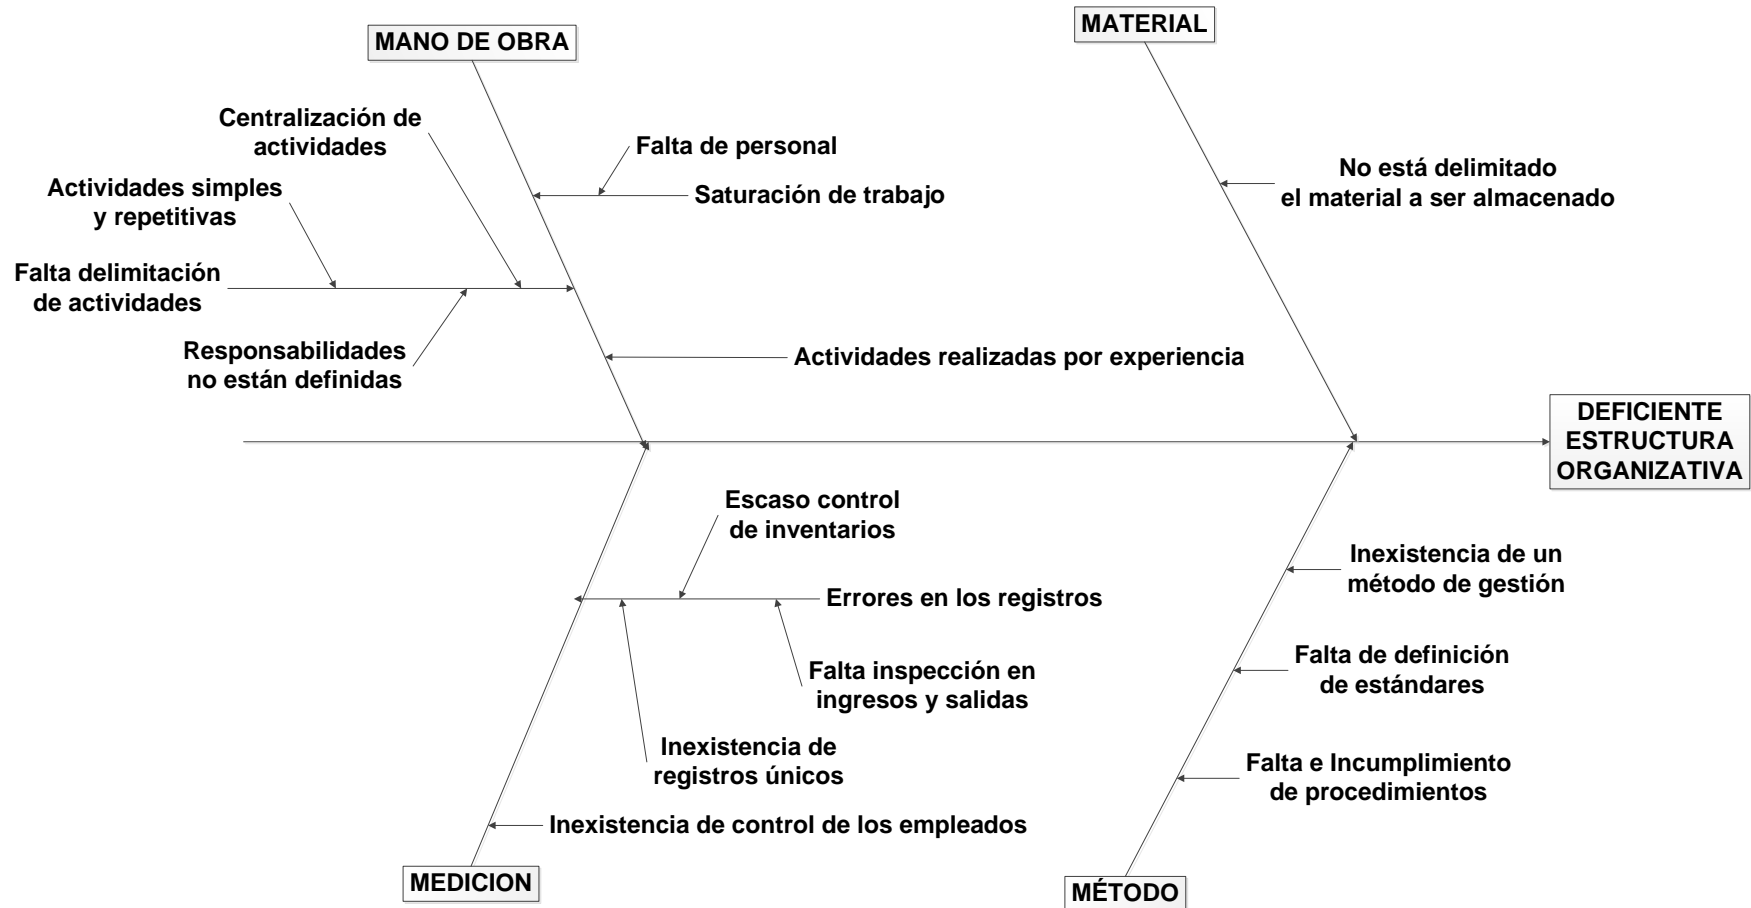 MANO DE OBRA
MATERIAL
Centralización de
actividades
Falta de personal
Actividades simples
y repetitivas
Saturación de trabajo
No está delimitado
el material a ser almacenado
Falta delimitación
de actividades
Responsabilidades
no están definidas
Actividades realizadas por experiencia
DEFICIENTE
ESTRUCTURA
ORGANIZATIVA
Escaso control
de inventarios
Inexistencia de un
método de gestión
Errores en los registros
Falta inspección en
ingresos y salidas
Falta de definición
de estándares
Inexistencia de
registros únicos
Falta e Incumplimiento
de procedimientos
Inexistencia de control de los empleados
MEDICION
MÉTODO